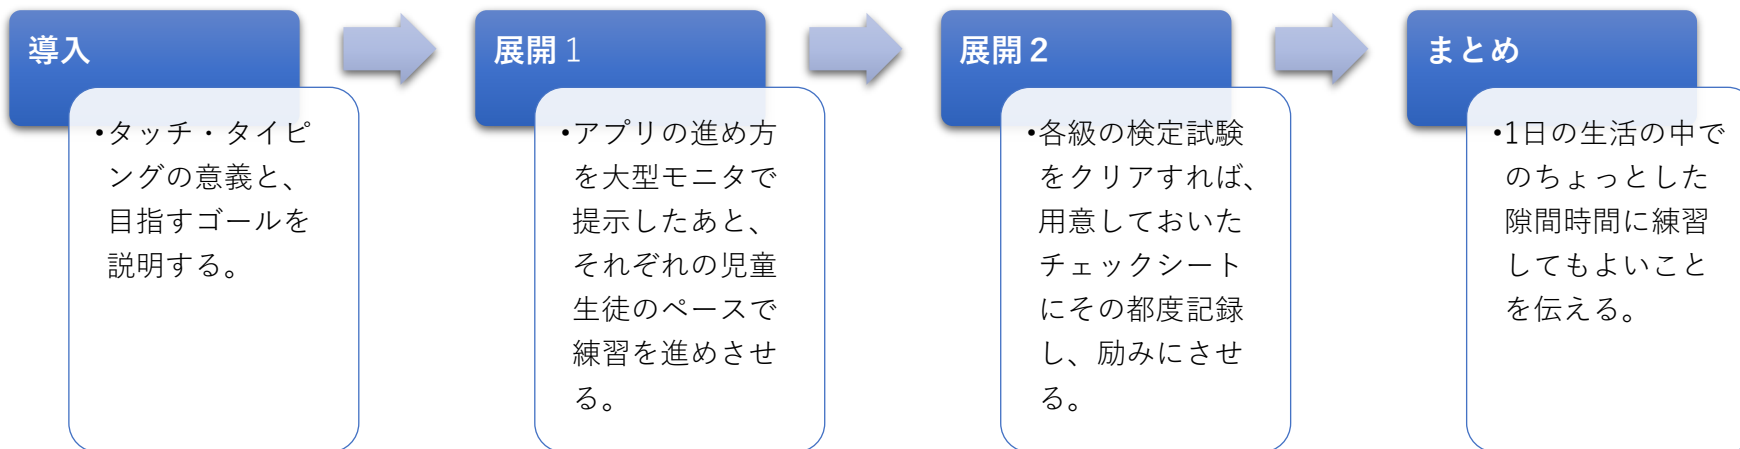 導入
・タッチ・タイピ
ングの意義と、
目指すゴールを
説明する。
展開１
・アプリの進め方
を大型モニタで
提示したあと、
それぞれの児童
生徒のペースで
練習を進めさせ
る。
展開２
・各級の検定試験
をクリアすれば、
用意しておいた
チェックシート
にその都度記録
し、励みにさせ
る。
まとめ
・1日の生活の中で
のちょっとした
隙間時間に練習
してもよいこと
を伝える。